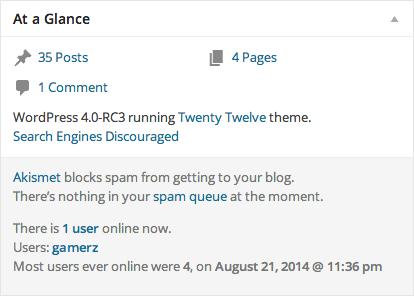 At a Glance
35 Posts
4 Pages
1 Comment
WordPress 4.0-RC3 running Twenty Twelve theme.
Search Engines Discouraged
Akismet blocks spam from getting to your blog.
There's nothing in your spam queue at the moment.
There is 1 user online now.
Users: gamerz
Most users ever online were 4, on August 21, 2014 @ 11:36 pm